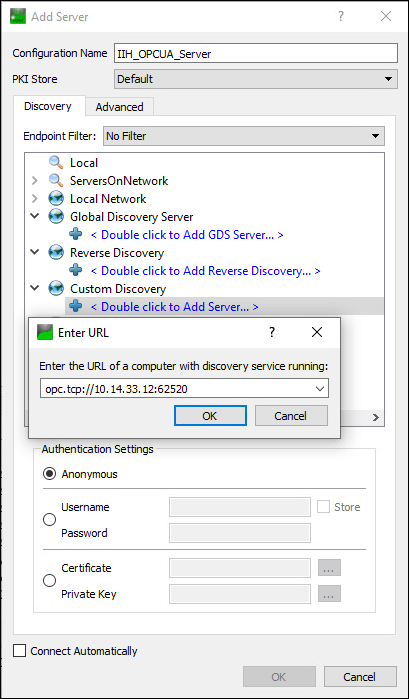 Add Server
?
Configuration Name IIH_OPCUA_Server
PKI Store Default
Discovery Advanced
Endpoint Filter: No Filter
Local
ServersOnNetwork
Local Network
Global Discovery Server
< Double click to Add GDS Server... >
Reverse Discovery
< Double click to Add Reverse Discovery... >
Custom Discovery
< Double click to Add Server... >
Enter URL
?
Enter the URL of a computer with discovery service running:
opc.tcp://10.14.33.12:62520
OK Cancel
Authentication Settings
Anonymous
Username Store
Password
Certificate ...
Private Key ...
Connect Automatically
OK Cancel